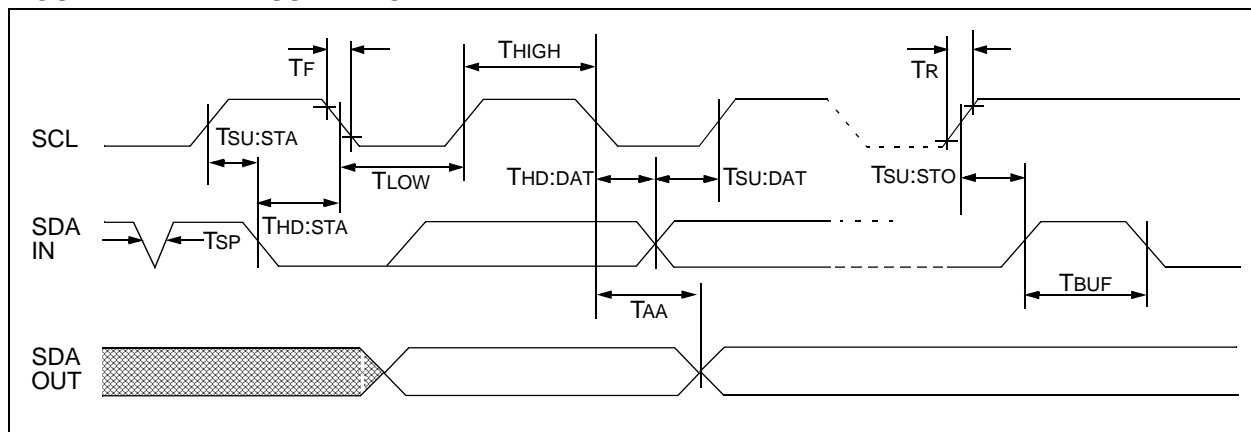 TF
THIGH
TR
SCL
TSU:STA
TLOW
THD:DAT
TSU:DAT
TSU:STO
SDA
IN
TSP
THD:STA
TAA
TBUF
SDA
OUT